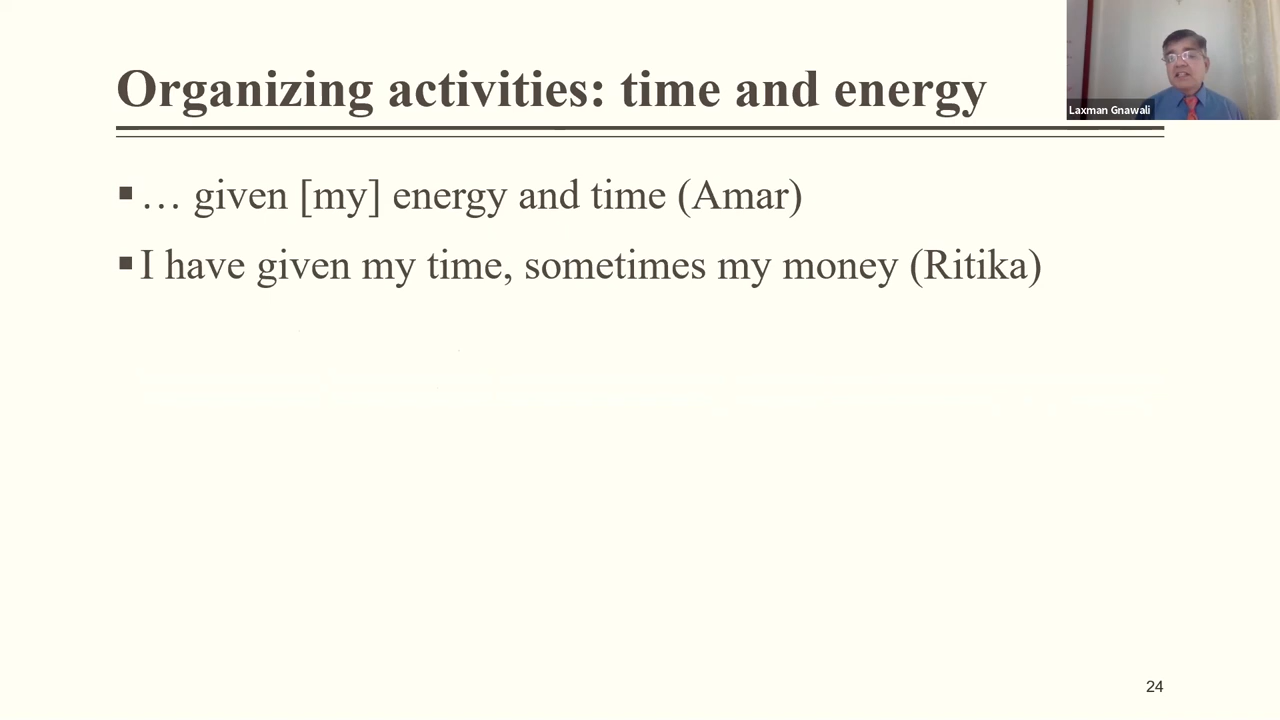 Organizing activities: time and energy
Laxman Gnawali
▪… given [my] energy and time (Amar)
▪I have given my time, sometimes my money (Ritika)
24